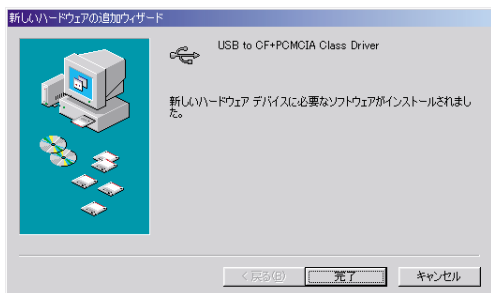 新しいハードウェアの追加ウィザード
USB to CF+PCMCIA Class Driver
新しいハードウェア デバイスに必要なソフトウェアがインストールされまし
た。
< 戻る(B)
完了
キャンセル